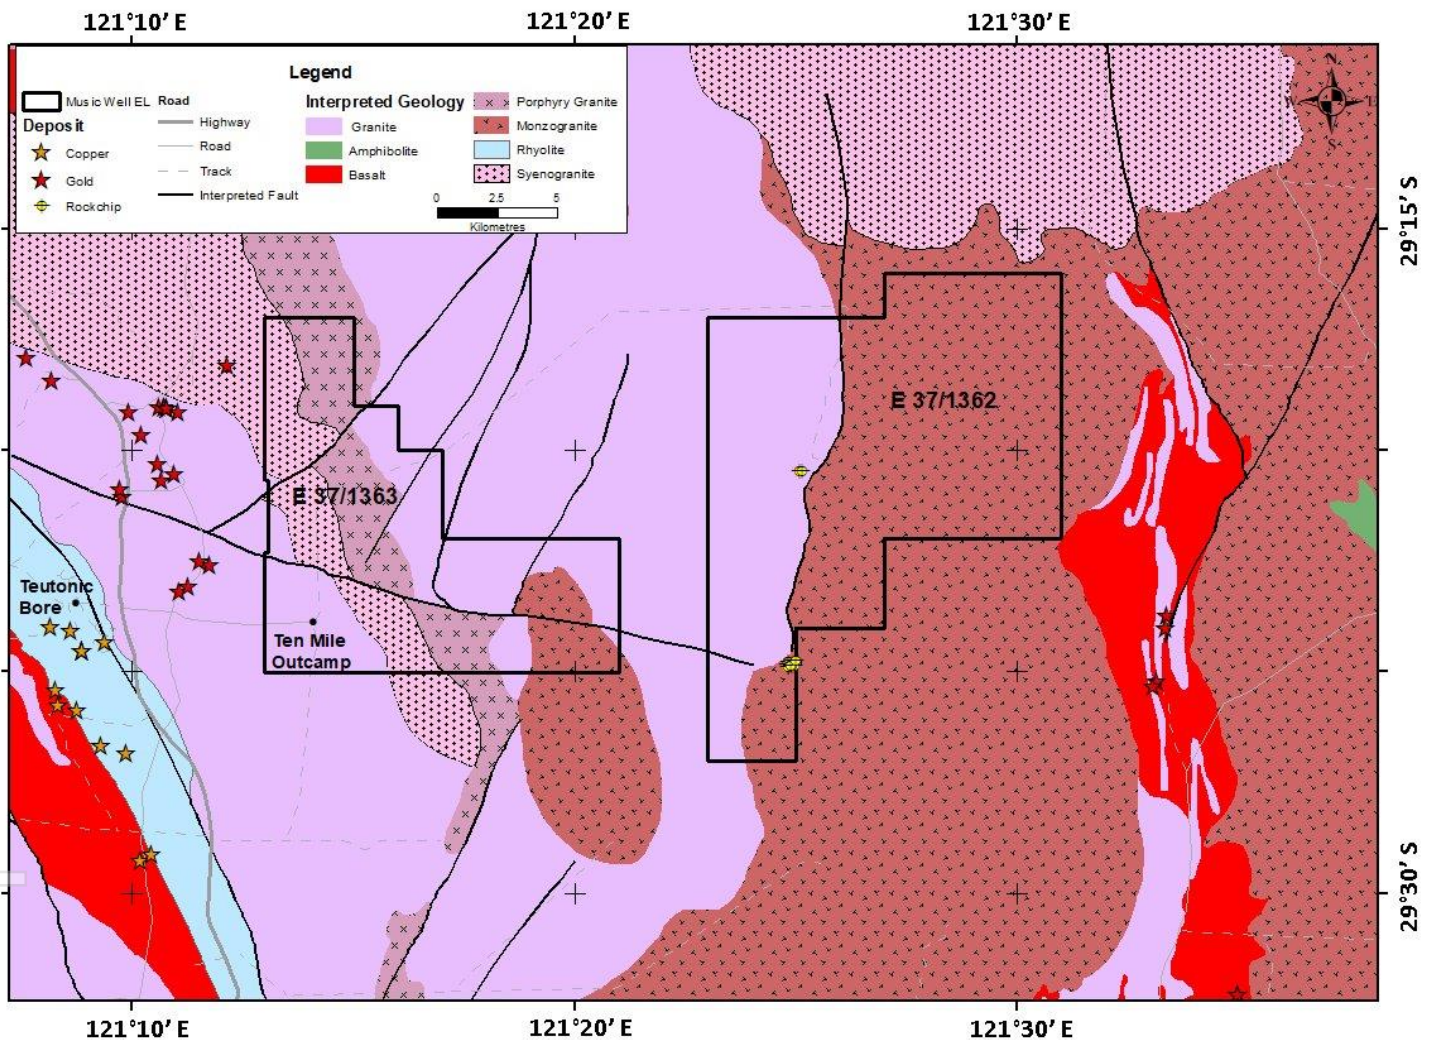 121°10' E 121°20' E 121°30' E
Legend
Music Well EL
Deposit
Copper
Gold
Rockchip
Road
Highway
Road
Track
Interpreted Fault
Interpreted Geology
Granite
Amphibolite
Basalt
Porphyry Granite
Monzogranite
Rhyolite
Syenogranite
0 2.5 5
Kilometres
N
W E
S
29°15' S
E 37/1362
E 37/1363
Teutonic
Bore
Ten Mile
Outcamp
29°30' S
121°10' E 121°20' E 121°30' E